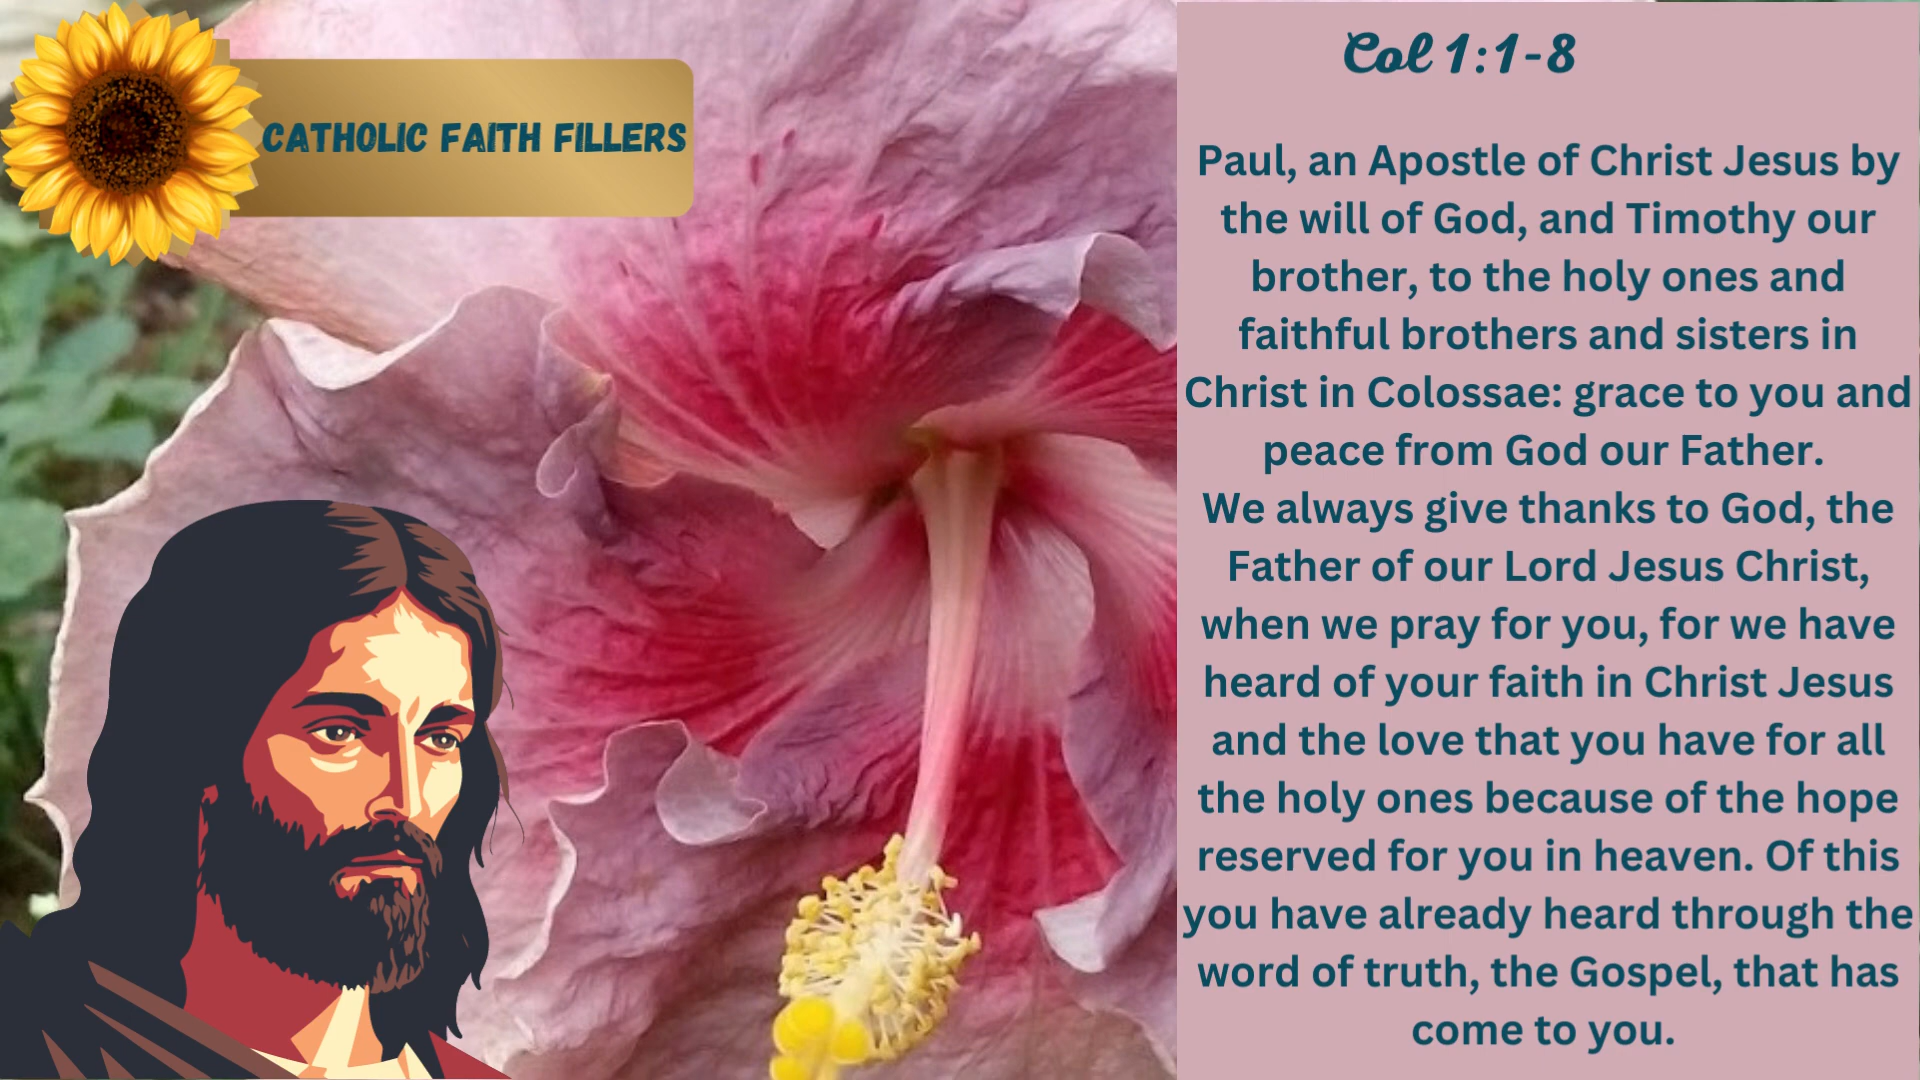 CATHOLIC FAITH FILLERS
Col 1:1-8
Paul, an Apostle of Christ Jesus by
the will of God, and Timothy our
brother, to the holy ones and
faithful brothers and sisters in
Christ in Colossae: grace to you and
peace from God our Father.
We always give thanks to God, the
Father of our Lord Jesus Christ,
when we pray for you, for we have
heard of your faith in Christ Jesus
and the love that you have for all
the holy ones because of the hope
reserved for you in heaven. Of this
you have already heard through the
word of truth, the Gospel, that has
come to you.